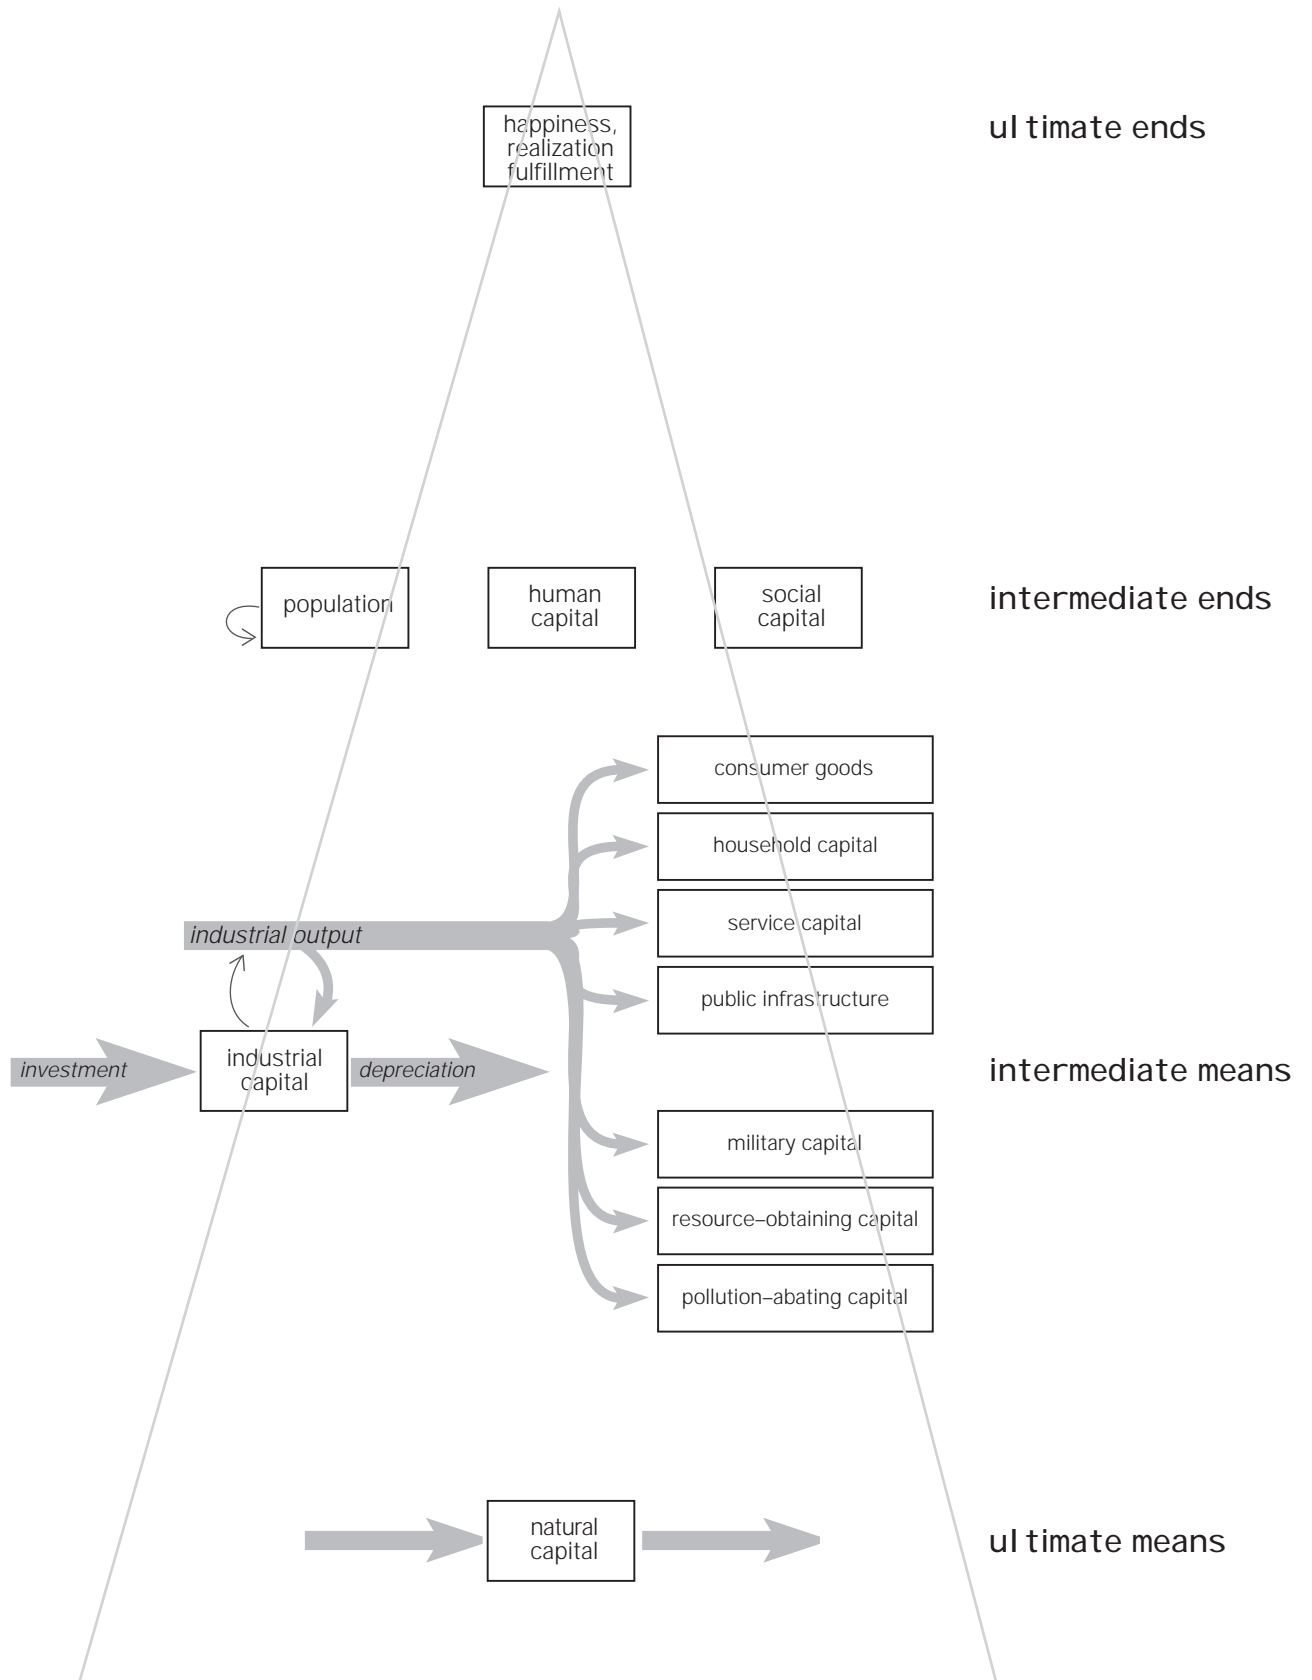 happiness,
realization
fulfillment
ultimate ends
population
human
capital
social
capital
intermediate ends
consumer goods
household capital
service capital
industrial output
public infrastructure
investment
industrial
capital
depreciation
intermediate means
military capital
resource–obtaining capital
pollution–abating capital
natural
capital
ultimate means